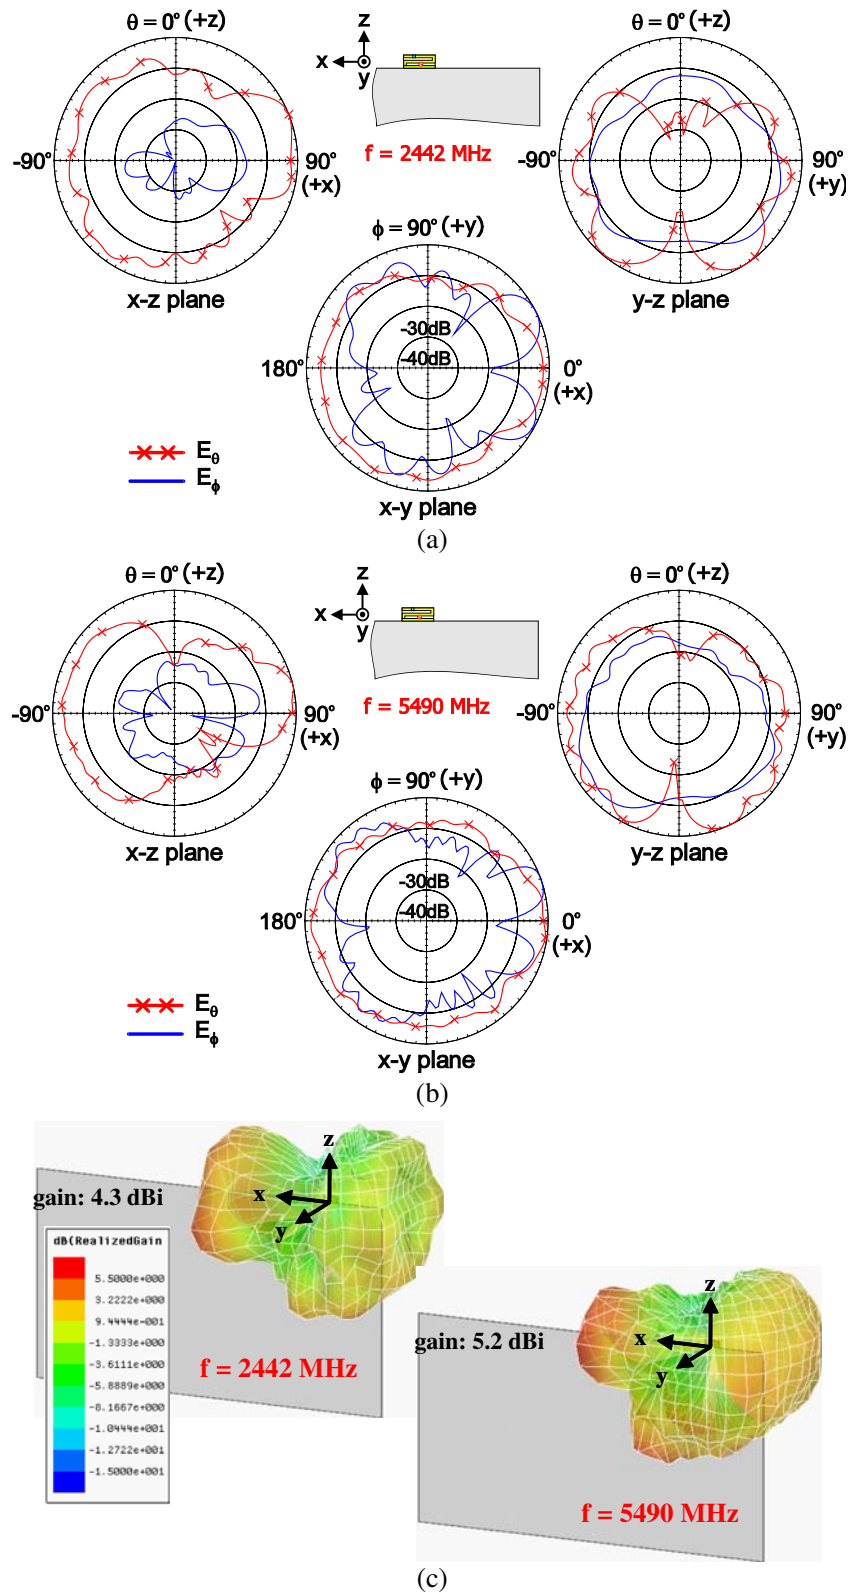 θ = 0° (+z)
z
x
y
θ = 0° (+z)
-90°
90°
(+x)
f = 2442 MHz
-90°
90°
(+y)
x-z plane
ϕ = 90° (+y)
y-z plane
-30dB
-40dB
180°
0°
(+x)
Eθ
Eϕ
x-y plane
(a)
θ = 0° (+z)
z
x
y
θ = 0° (+z)
-90°
90°
(+x)
f = 5490 MHz
-90°
90°
(+y)
x-z plane
ϕ = 90° (+y)
y-z plane
-30dB
-40dB
180°
0°
(+x)
Eθ
Eϕ
x-y plane
(b)
z
x
y
gain: 4.3 dBi
dB(RealizedGain
5.5000e+000
3.2222e+000
9.4444e-001
-1.3333e+000
-3.6111e+000
-5.8889e+000
-8.1667e+000
-1.0444e+001
-1.2722e+001
-1.5000e+001
f = 2442 MHz
z
x
y
gain: 5.2 dBi
f = 5490 MHz
(c)